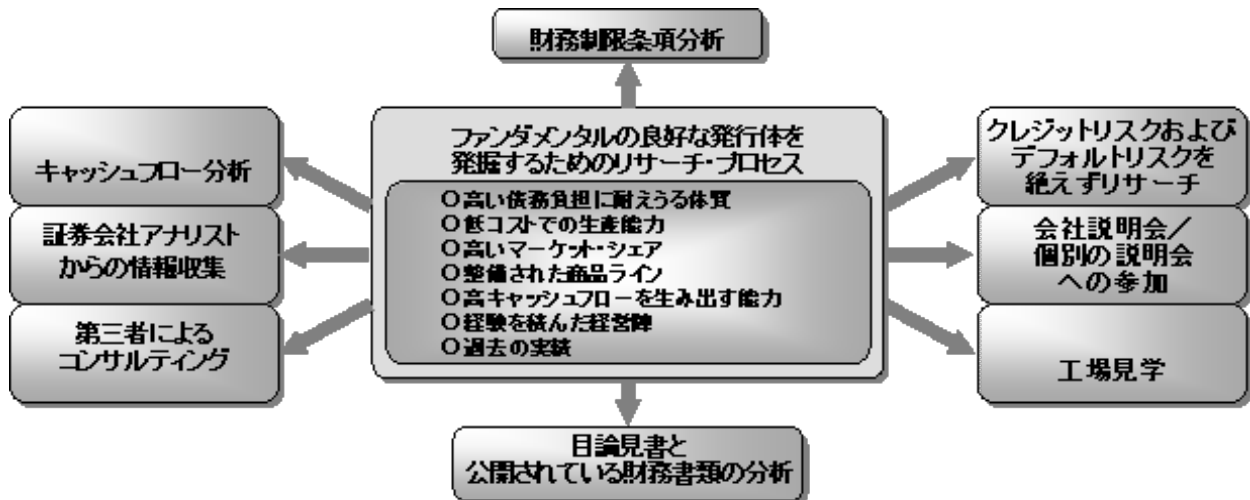 財務制限条項分析
キャッシュフロー分析
証券会社アナリスト
からの情報収集
第三者による
コンサルティング
ファンダメンタルの良好な発行体を
発掘するためのリサーチ・プロセス
○高い債務負担に耐えうる体質
○低コストでの生産能力
○高いマーケット・シェア
○整備された商品ライン
○高キャッシュフローを生み出す能力
○経験を積んだ経営陣
○過去の実績
クレジットリスクおよび
デフォルトリスクを
絶えずリサーチ
会社説明会／
個別の説明会
への参加
工場見学
目論見書と
公開されている財務書類の分析